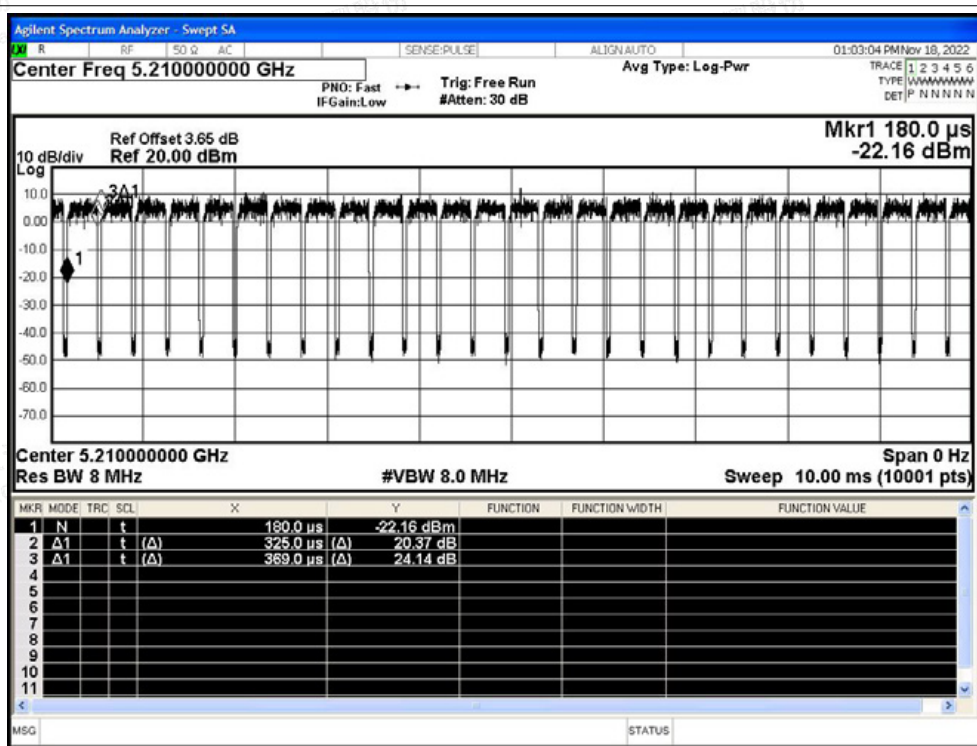 Agilent Spectrum Analyzer - Swept SA
R RF 50 Ω AC SENSE:PULSE ALIGNAUTO 01:03:04 PM Nov 18, 2022
Center Freq 5.210000000 GHz
PNO: Fast
IFGain:Low
Trig: Free Run
#Atten: 30 dB
Avg Type: Log-Pwr
TRACE 1 2 3 4 5 6
TYPE WWWWWW
DET P N N N N N
Mkr1 180.0 µs
-22.16 dBm
Ref Offset 3.65 dB
10 dB/div Ref 20.00 dBm
Log
10.0
0.00
-10.0
-20.0
-30.0
-40.0
-50.0
-60.0
-70.0
3Δ1
1
Center 5.210000000 GHz Span 0 Hz
Res BW 8 MHz #VBW 8.0 MHz Sweep 10.00 ms (10001 pts)
MKR MODE TRC SCL X Y FUNCTION FUNCTION WIDTH FUNCTION VALUE
1 N t 180.0 µs -22.16 dBm
2 Δ1 t (Δ) 325.0 µs (Δ) 20.37 dB
3 Δ1 t (Δ) 369.0 µs (Δ) 24.14 dB
4
5
6
7
8
9
10
11
MSG STATUS